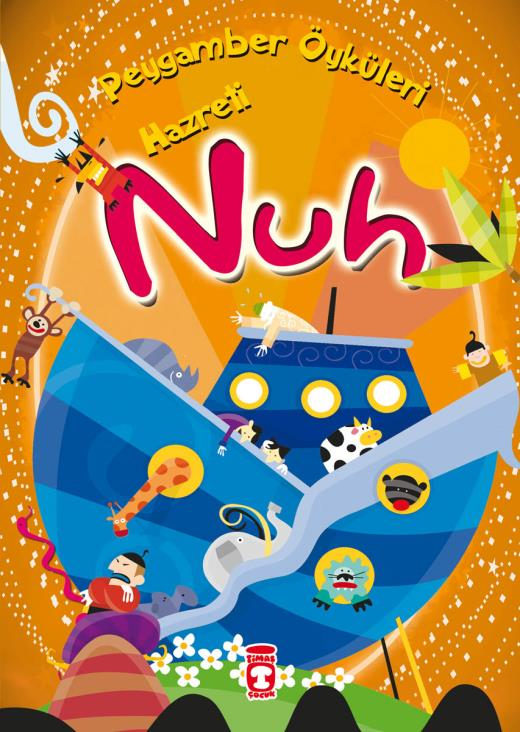 Peygamber Öyküleri
Hazreti
Nuh
TİMAŞ
ÇOCUK